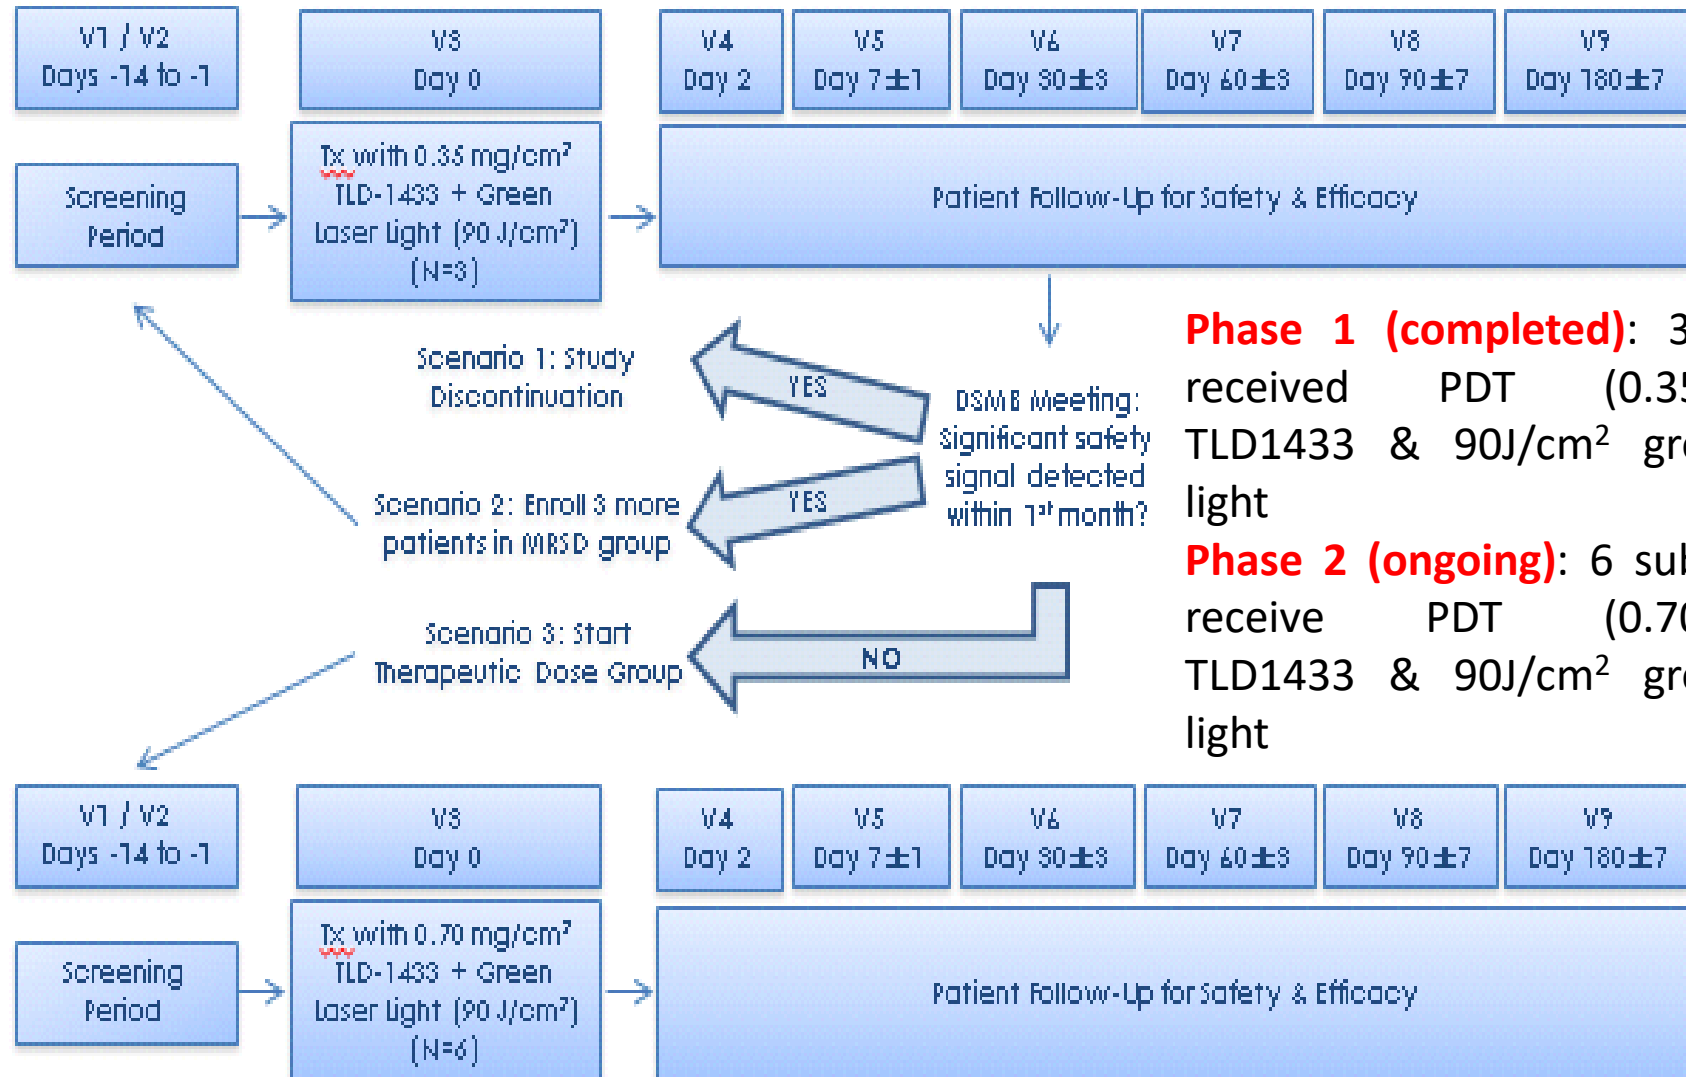 V1 / V2
Days -14 to -1
V3
Day 0
V4
Day 2
V5
Day 7±1
V6
Day 30±3
V7
Day 60±3
V8
Day 90±7
V9
Day 180±7
Screening
Period
Tx with 0.35 mg/cm²
TLD-1433 + Green
Laser Light (90 J/cm²)
(N=3)
Patient Follow-Up for Safety & Efficacy
Scenario 1: Study
Discontinuation
YES
Scenario 2: Enroll 3 more
patients in MRSD group
YES
DSMB Meeting:
Significant safety
signal detected
within 1st month?
Scenario 3: Start
Therapeutic Dose Group
NO
Phase 1 (completed): 3
received PDT (0.35
TLD1433 & 90J/cm² gre
light
Phase 2 (ongoing): 6 sub
receive PDT (0.70
TLD1433 & 90J/cm² gre
light
V1 / V2
Days -14 to -1
V3
Day 0
V4
Day 2
V5
Day 7±1
V6
Day 30±3
V7
Day 60±3
V8
Day 90±7
V9
Day 180±7
Screening
Period
Tx with 0.70 mg/cm²
TLD-1433 + Green
Laser Light (90 J/cm²)
(N=6)
Patient Follow-Up for Safety & Efficacy